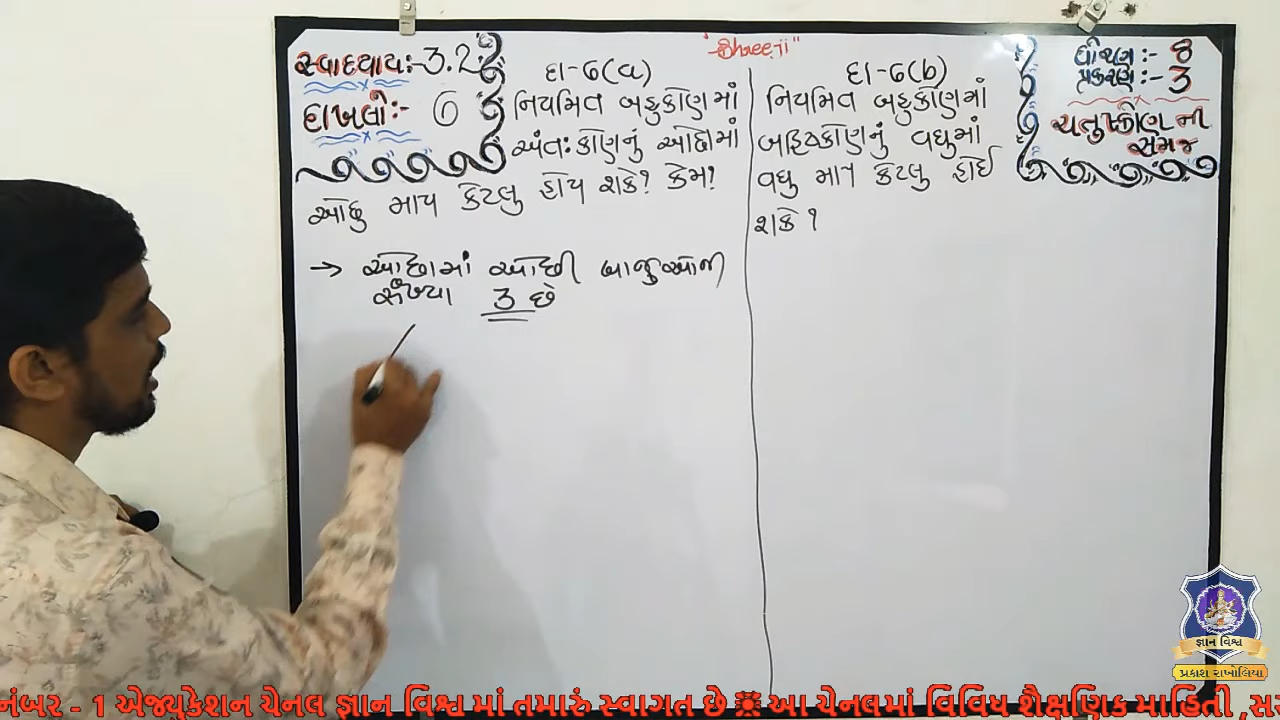 "Shreeji"
સ્વાધ્યાય:- 3.2
દાખલો:- 6
દા-6(a)
નિયમિત બહુકોણમાં
અંત:કોણનું ઓછામાં
ઓછુ માપ કેટલુ હોય શકે? કેમ?
→ ઓછામાં ઓછી બાજુઓની
સંખ્યા 3 છે
દા-6(b)
નિયમિત બહુકોણમાં
બાહ્યકોણનું વધુમાં
વધુ માપ કેટલુ હોઈ
શકે ?
ધોરણ:- 8
પ્રકરણ:- 3
ચતુષ્કોણ ની
સમજ
જ્ઞાન વિશ્વ
પ્રકાશ રાખોલિયા
નંબર - 1 એજ્યુકેશન ચેનલ જ્ઞાન વિશ્વ માં તમારું સ્વાગત છે ☀ આ ચેનલમાં વિવિધ શૈક્ષણિક માહિતી ,સ